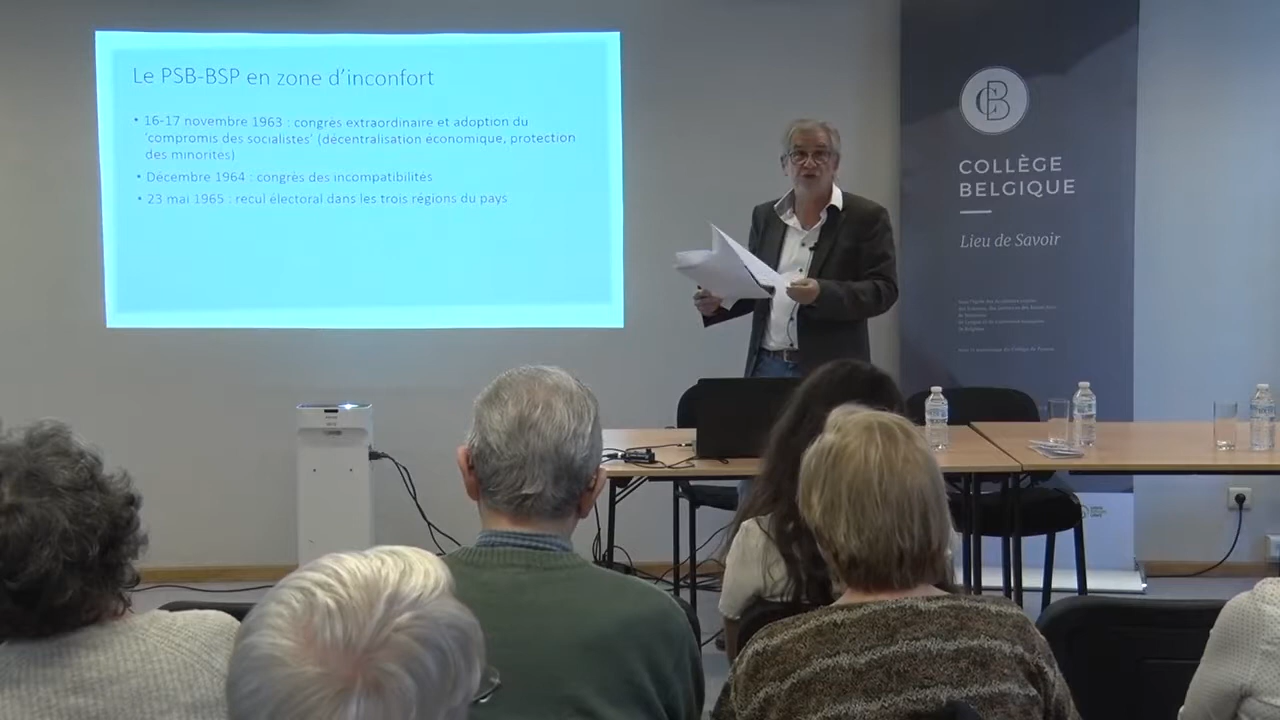 Le PSB-BSP en zone d'inconfort
• 16-17 novembre 1963 : congrès extraordinaire et adoption du
'compromis des socialistes' (décentralisation économique, protection
des minorités)
• Décembre 1964 : congrès des incompatibilités
• 23 mai 1965 : recul électoral dans les trois régions du pays
CB
COLLÈGE
BELGIQUE
Lieu de Savoir